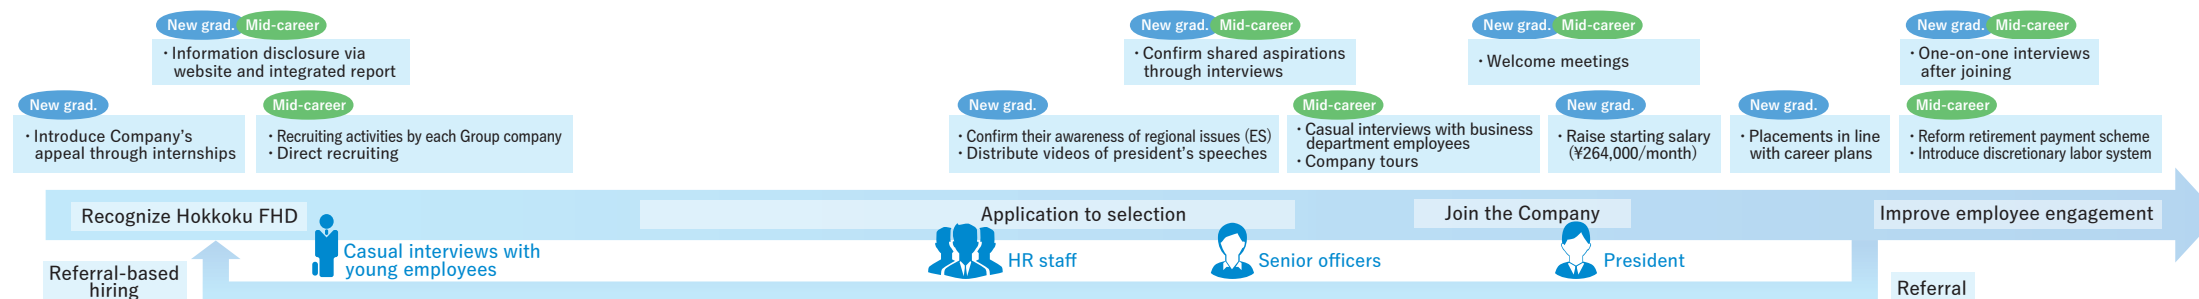 New grad. Mid-career
・Information disclosure via
website and integrated report
New grad.
・Introduce Company's
appeal through internships
Mid-career
・Recruiting activities by each Group company
・Direct recruiting
New grad. Mid-career
・Confirm shared aspirations
through interviews
New grad.
・Confirm their awareness of regional issues (ES)
・Distribute videos of president's speeches
Mid-career
・Casual interviews with business
department employees
・Company tours
New grad. Mid-career
・Welcome meetings
New grad.
・Raise starting salary
(¥264,000/month)
New grad.
・Placements in line
with career plans
New grad. Mid-career
・One-on-one interviews
after joining
Mid-career
・Reform retirement payment scheme
・Introduce discretionary labor system
Recognize Hokkoku FHD
Application to selection
Join the Company
Improve employee engagement
Casual interviews with
young employees
HR staff
Senior officers
President
Referral-based
hiring
Referral